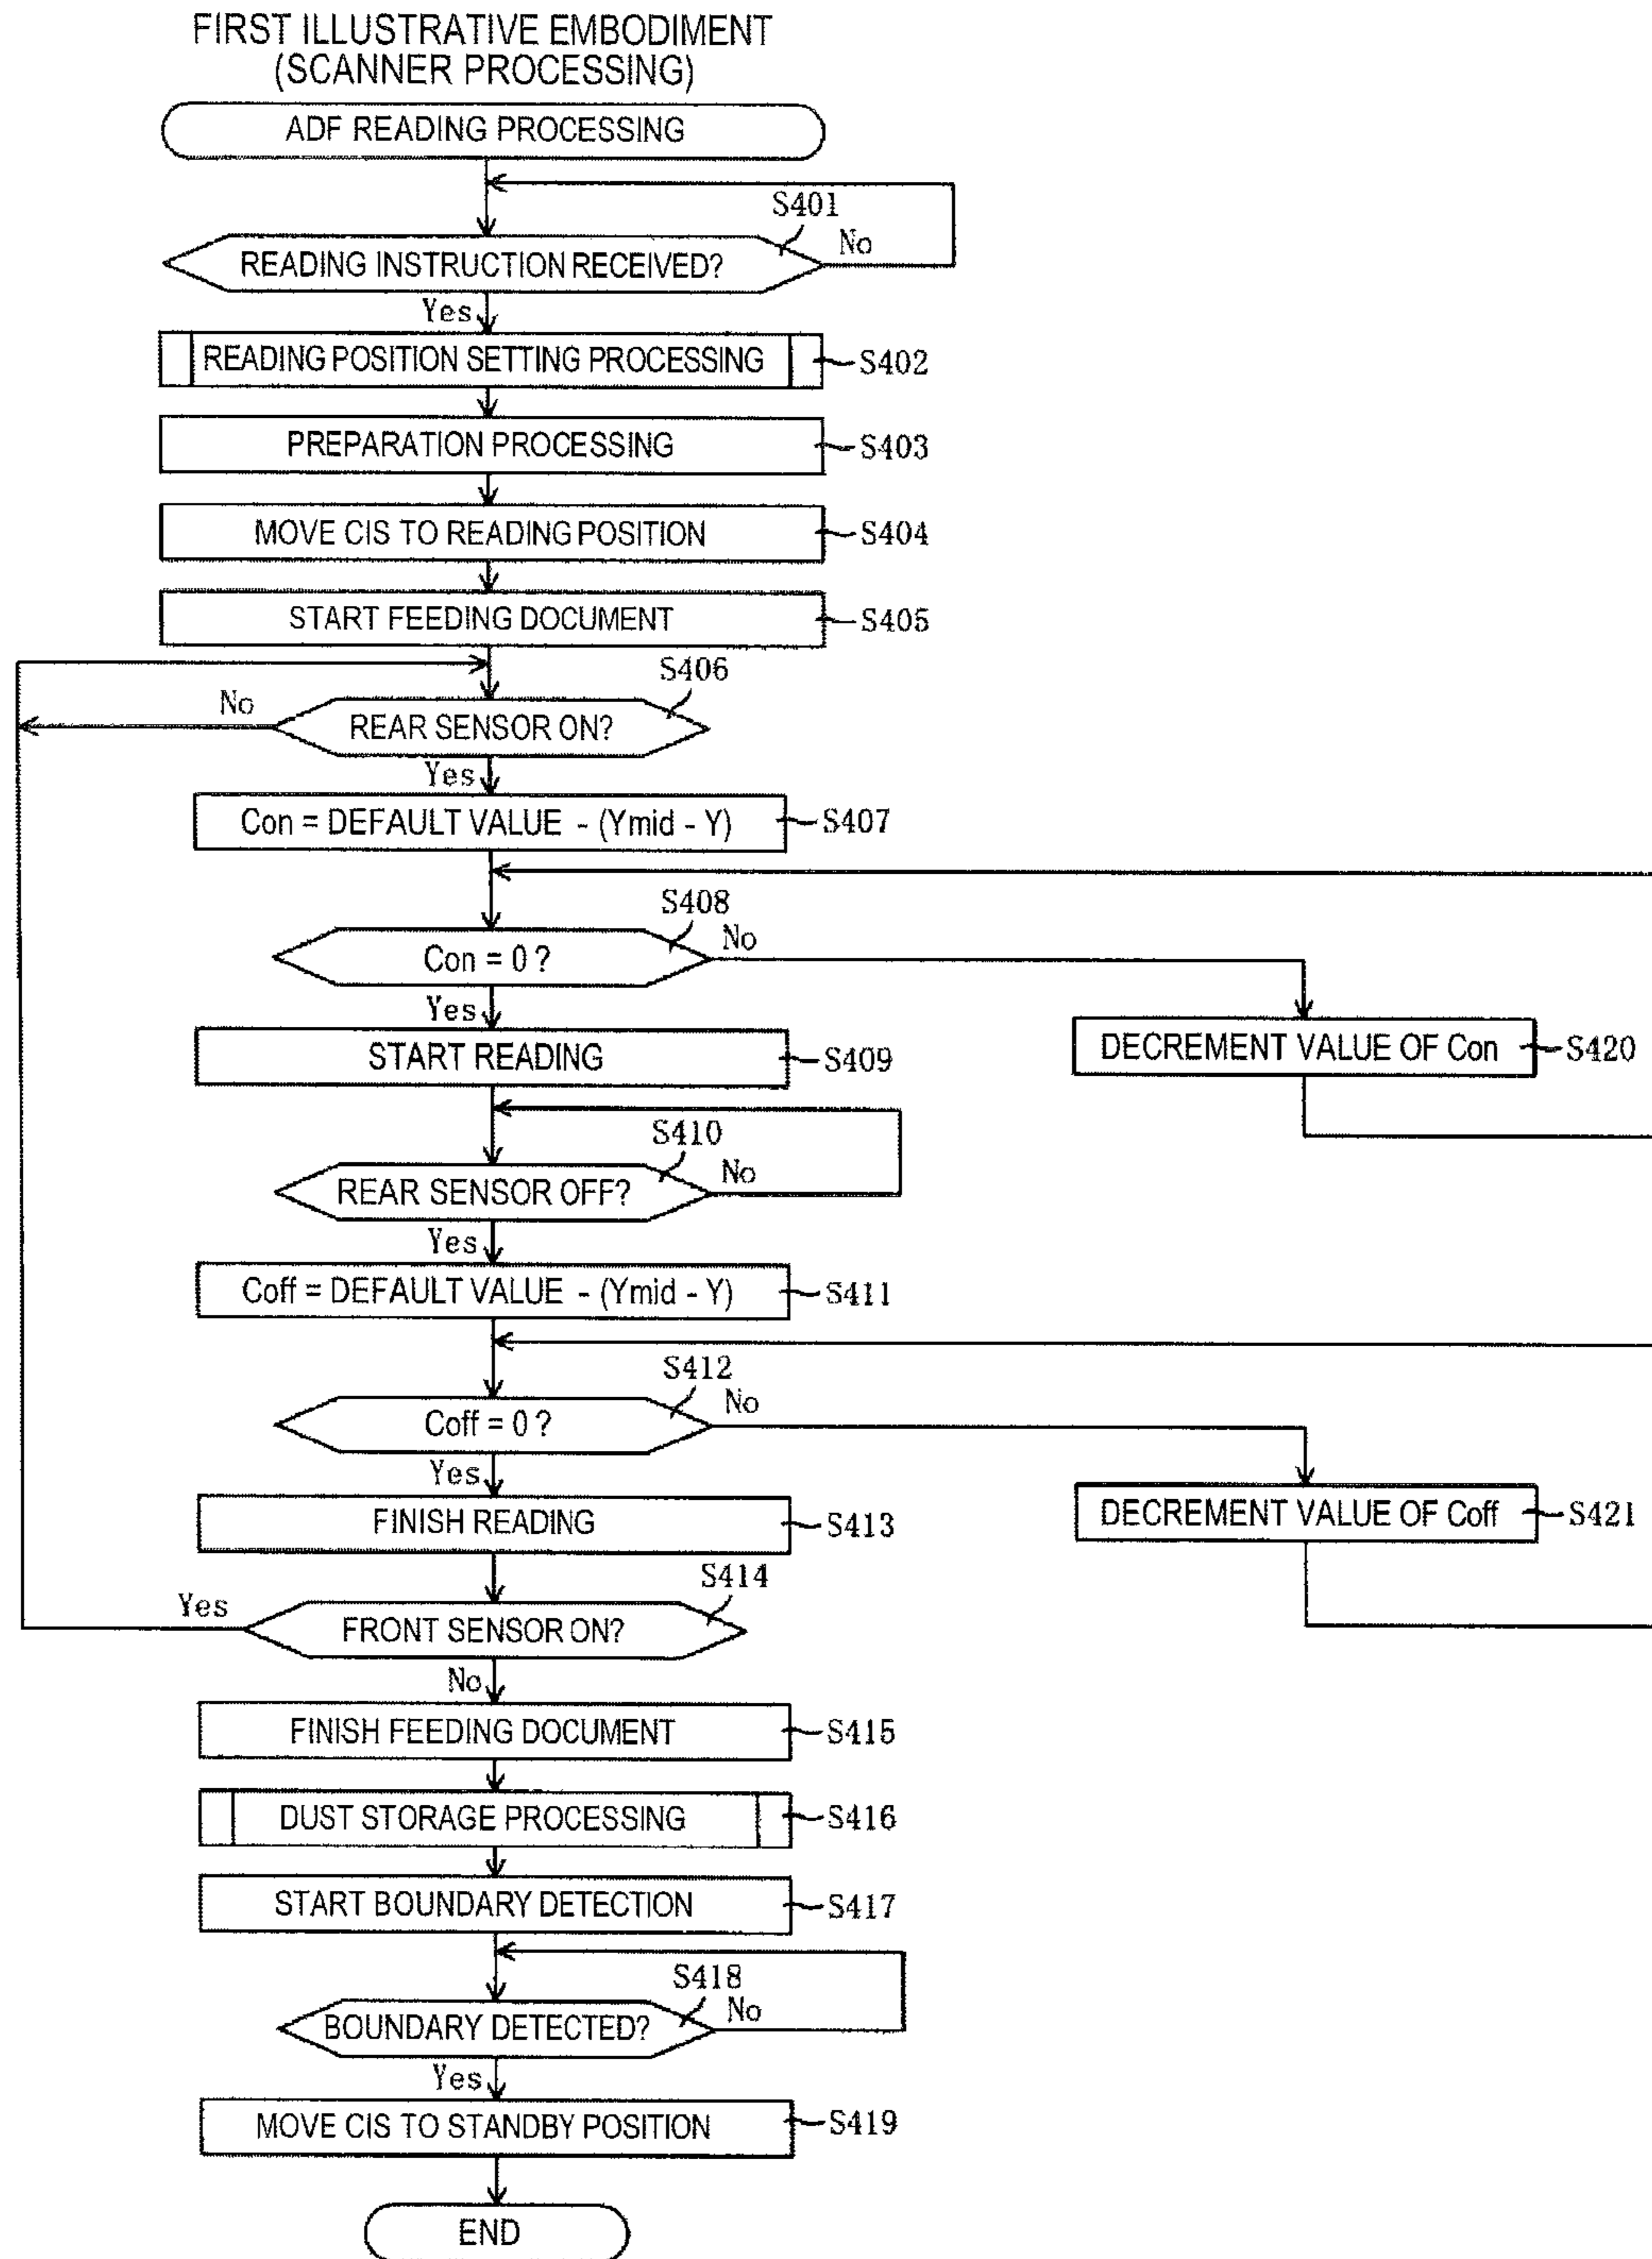 FIRST ILLUSTRATIVE EMBODIMENT
(SCANNER PROCESSING)
ADF READING PROCESSING
S401
READING INSTRUCTION RECEIVED?
No
Yes
READING POSITION SETTING PROCESSING
S402
PREPARATION PROCESSING
S403
MOVE CIS TO READING POSITION
S404
START FEEDING DOCUMENT
S405
S406
No
REAR SENSOR ON?
Yes
Con = DEFAULT VALUE - (Ymid - Y)
S407
S408
Con = 0 ?
No
Yes
START READING
S409
DECREMENT VALUE OF Con
S420
S410
REAR SENSOR OFF?
No
Yes
Coff = DEFAULT VALUE - (Ymid - Y)
S411
S412
Coff = 0 ?
No
Yes
FINISH READING
S413
DECREMENT VALUE OF Coff
S421
S414
Yes
FRONT SENSOR ON?
No
FINISH FEEDING DOCUMENT
S415
DUST STORAGE PROCESSING
S416
START BOUNDARY DETECTION
S417
S418
BOUNDARY DETECTED?
No
Yes
MOVE CIS TO STANDBY POSITION
S419
END